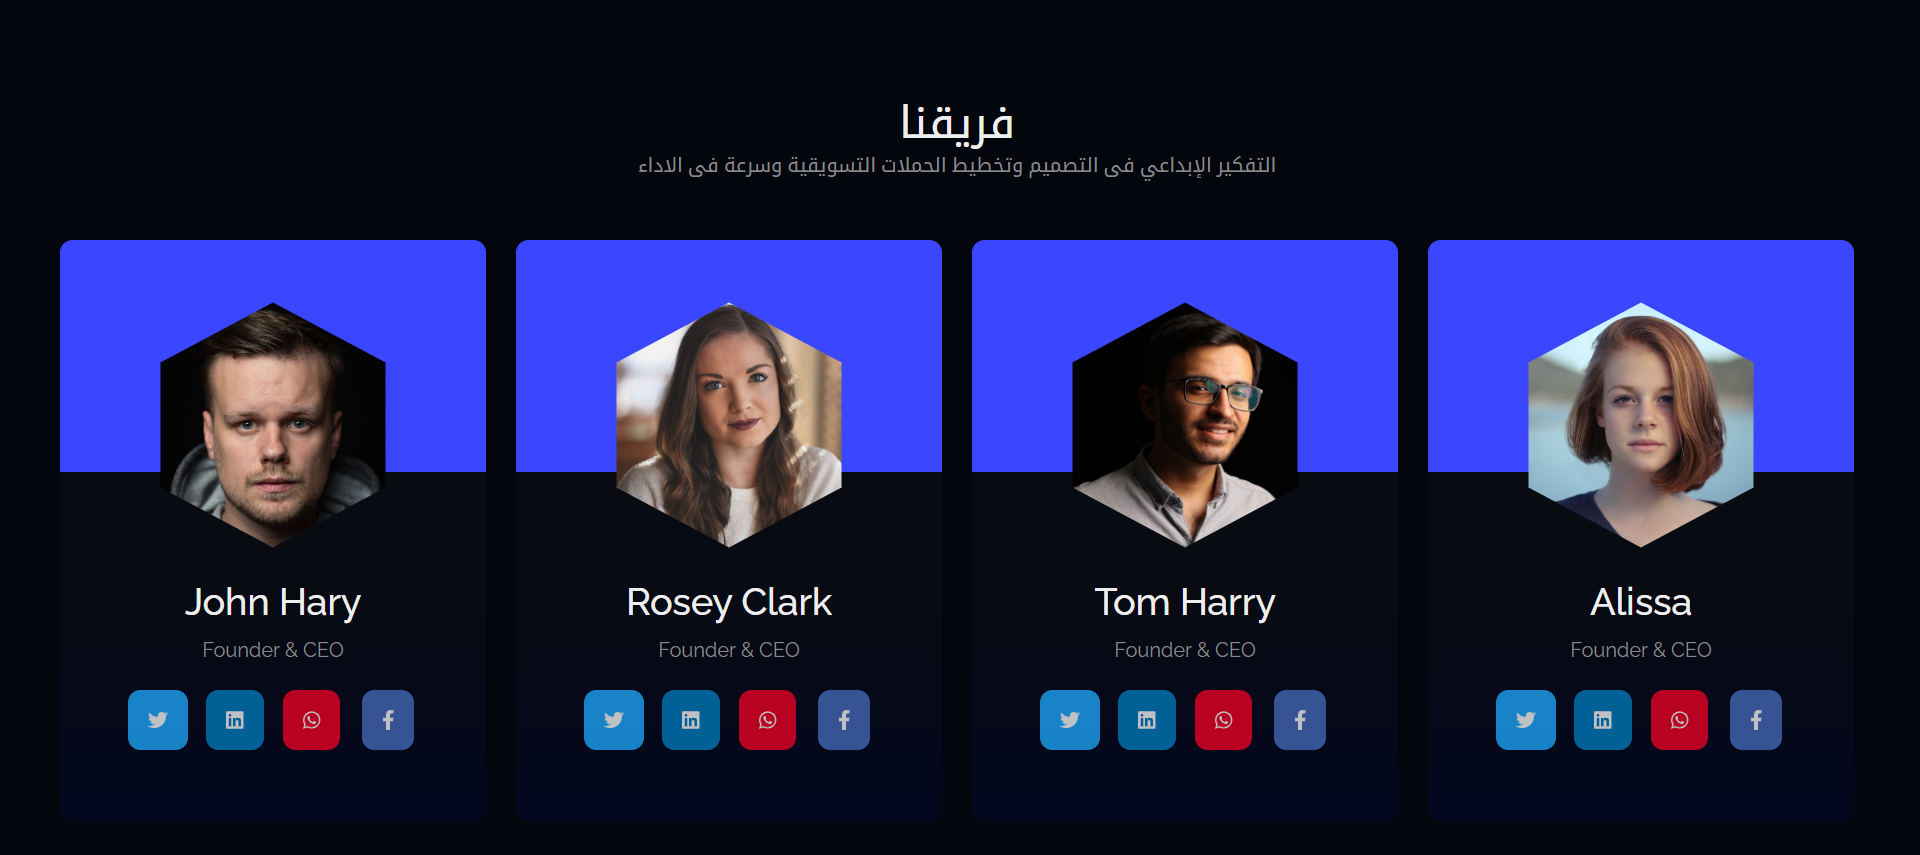 فريقنا
التفكير الإبداعي فى التصميم وتخطيط الحملات التسويقية وسرعة فى الاداء
John Hary
Founder & CEO
Rosey Clark
Founder & CEO
Tom Harry
Founder & CEO
Alissa
Founder & CEO